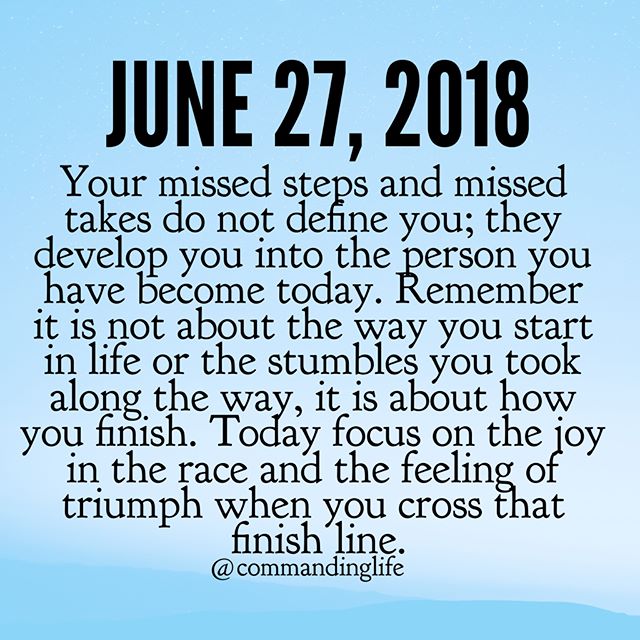 JUNE 27, 2018
Your missed steps and missed
takes do not define you; they
develop you into the person you
have become today. Remember
it is not about the way you start
in life or the stumbles you took
along the way, it is about how
you finish. Today focus on the joy
in the race and the feeling of
triumph when you cross that
finish line.
@commandinglife